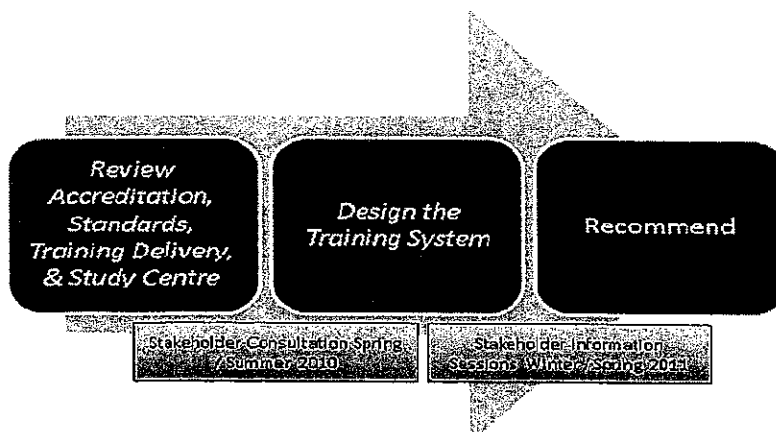 Review
Accreditation,
Standards,
Training Delivery,
& Study Centre
Design the
Training System
Recommend
Stakeholder Consultation Spring
/ Summer 2010
Stakeholder Information
Sessions Winter / Spring 2011